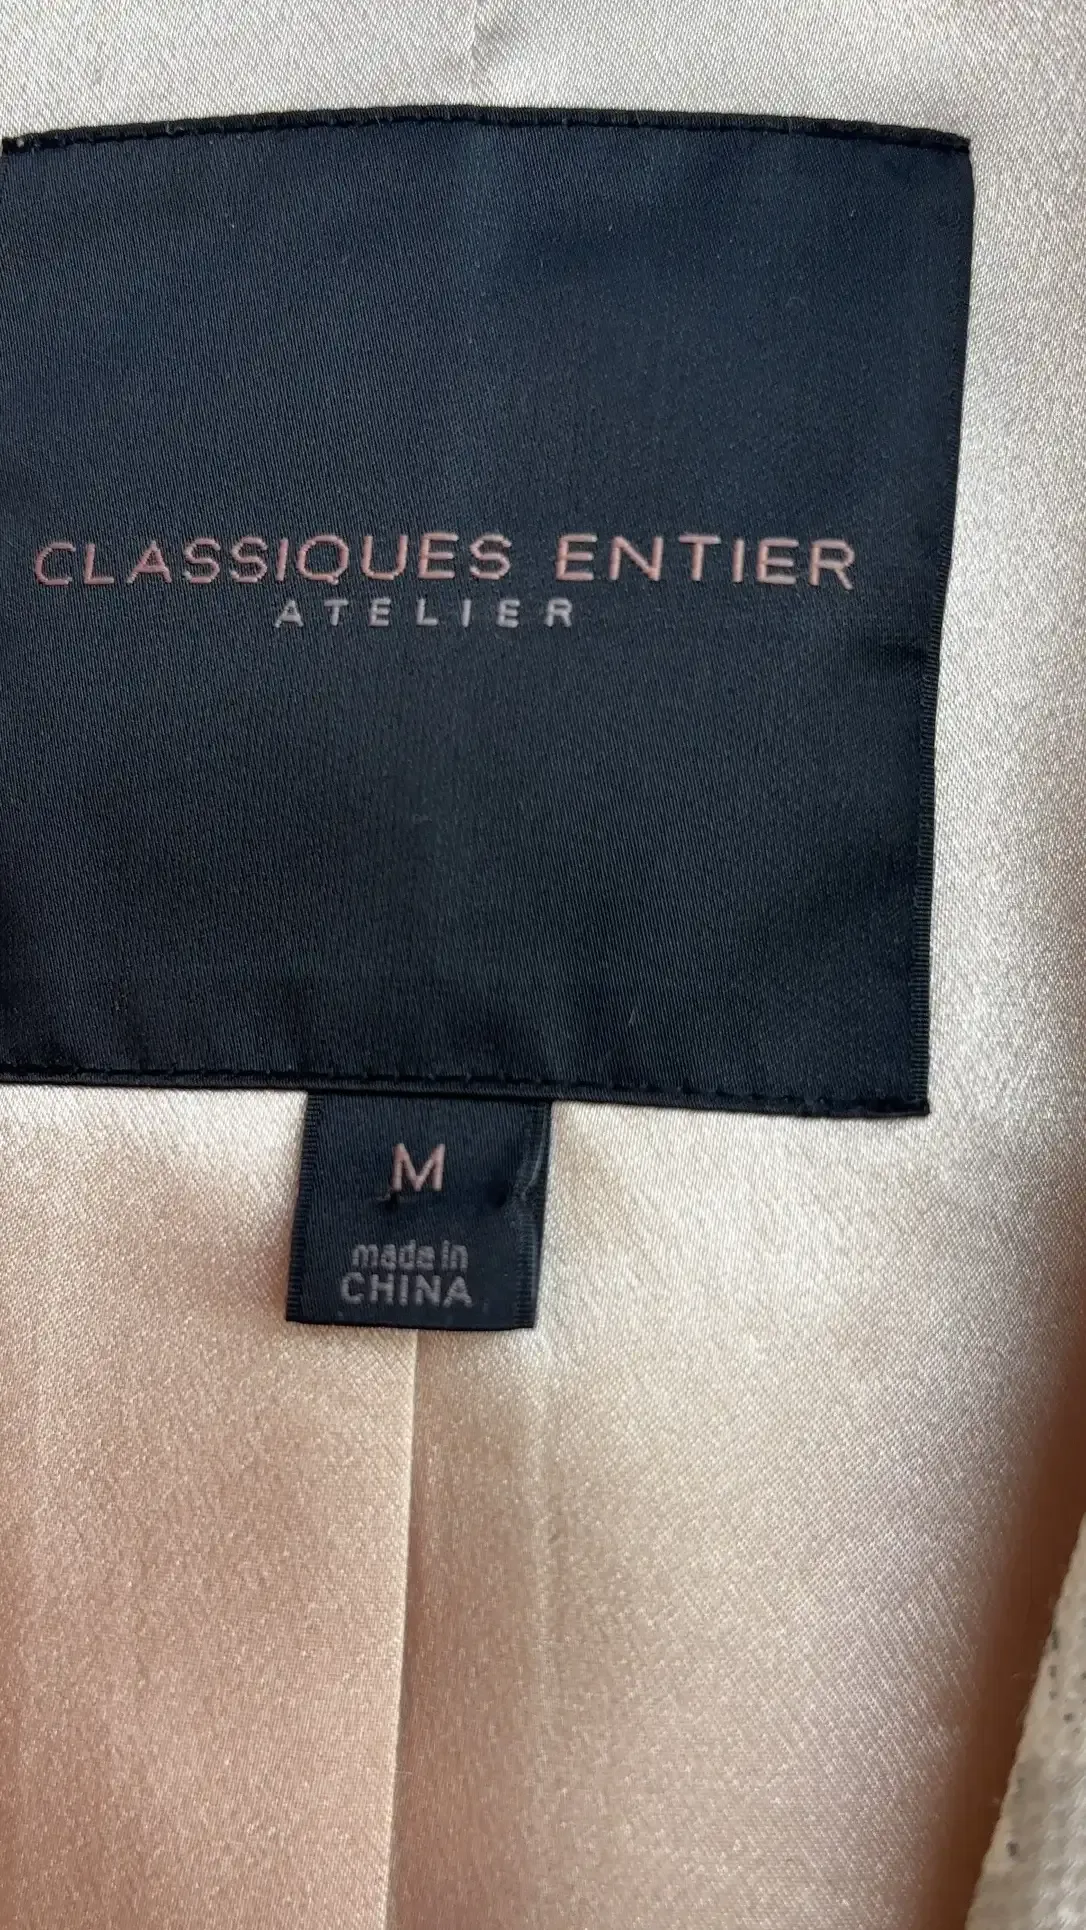 CLASSIQUES ENTIER
ATELIER
M
made in
CHINA